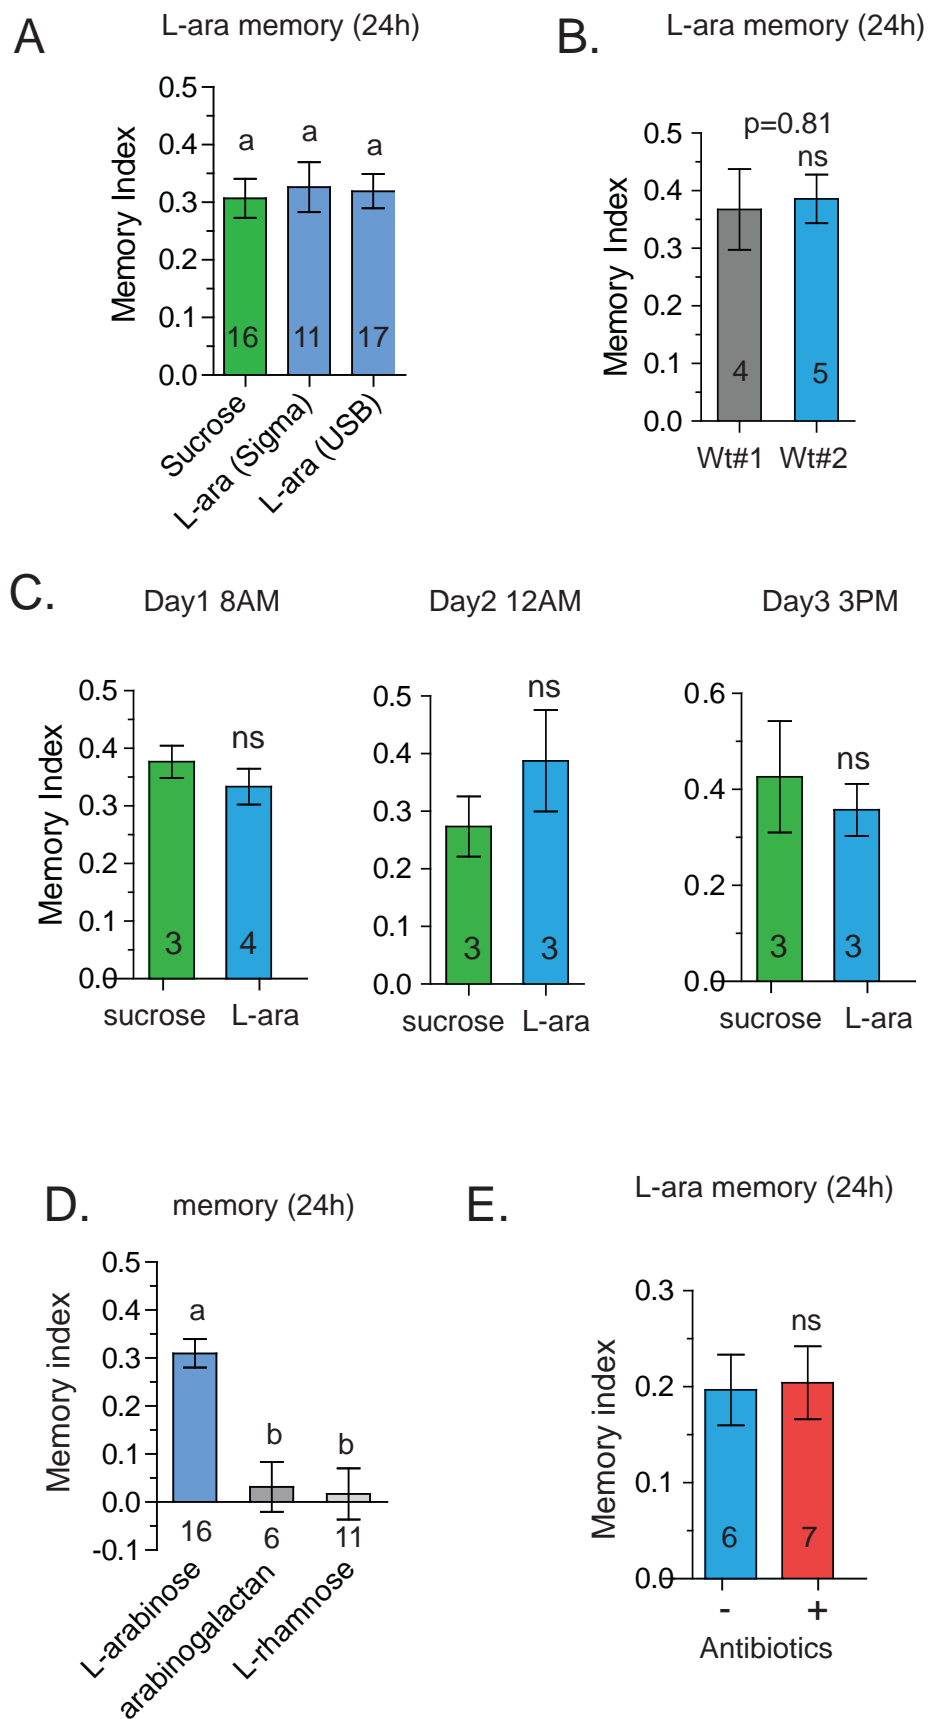 A
L-ara memory (24h)
Memory Index
0.5
0.4
0.3
0.2
0.1
0.0
a
a
a
16
11
17
Sucrose
L-ara (Sigma)
L-ara (USB)
B.
L-ara memory (24h)
Memory Index
0.5
0.4
0.3
0.2
0.1
0.0
p=0.81
ns
4
5
Wt#1
Wt#2
C.
Day1 8AM
Memory Index
0.5
0.4
0.3
0.2
0.1
0.0
ns
3
4
sucrose
L-ara
Day2 12AM
0.5
0.4
0.3
0.2
0.1
0.0
ns
3
3
sucrose
L-ara
Day3 3PM
0.6
0.4
0.2
0.0
ns
3
3
sucrose
L-ara
D.
memory (24h)
Memory index
0.5
0.4
0.3
0.2
0.1
0.0
-0.1
a
b
b
16
6
11
L-arabinose
arabinogalactan
L-rhamnose
E.
L-ara memory (24h)
Memory index
0.3
0.2
0.1
0.0
ns
6
7
-
+
Antibiotics